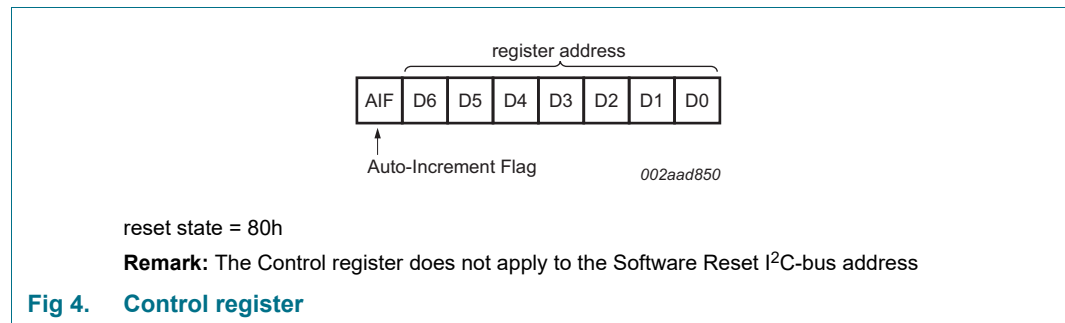 register address
AIF D6 D5 D4 D3 D2 D1 D0
Auto-Increment Flag
002aad850
reset state = 80h
Remark: The Control register does not apply to the Software Reset I²C-bus address
Fig 4. Control register